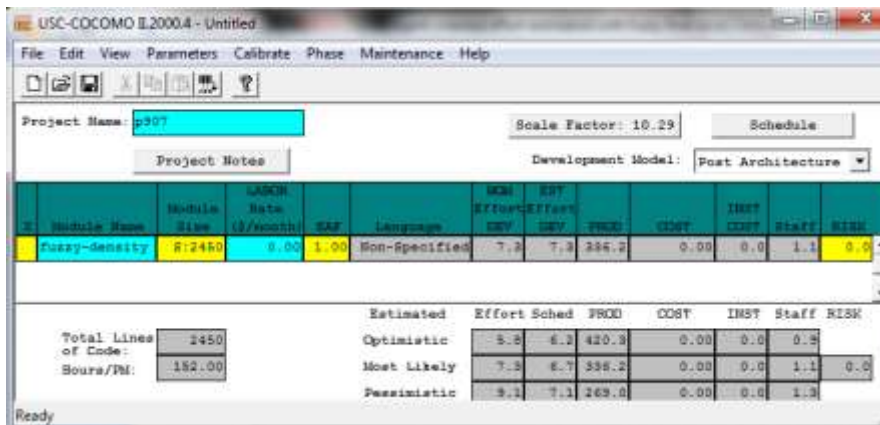 USC-COCOMO II.2000.4 - Untitled
File Edit View Parameters Calibrate Phase Maintenance Help
Project Name: p907
Scale Factor: 10.29
Schedule
Project Notes
Development Model: Post Architecture
X Module Name Module Size LABOR Rate ($/month) EAF Language NOM Effort DEV EST Effort DEV PROD COST INST COST Staff RISK
fuzzy-density S:2450 0.00 1.00 Non-Specified 7.3 7.3 336.2 0.00 0.0 1.1 0.0
Estimated Effort Sched PROD COST INST Staff RISK
Total Lines of Code: 2450
Optimistic 5.8 6.2 420.3 0.00 0.0 0.9
Hours/PM: 152.00
Most Likely 7.3 6.7 336.2 0.00 0.0 1.1 0.0
Pessimistic 9.1 7.1 269.0 0.00 0.0 1.3
Ready